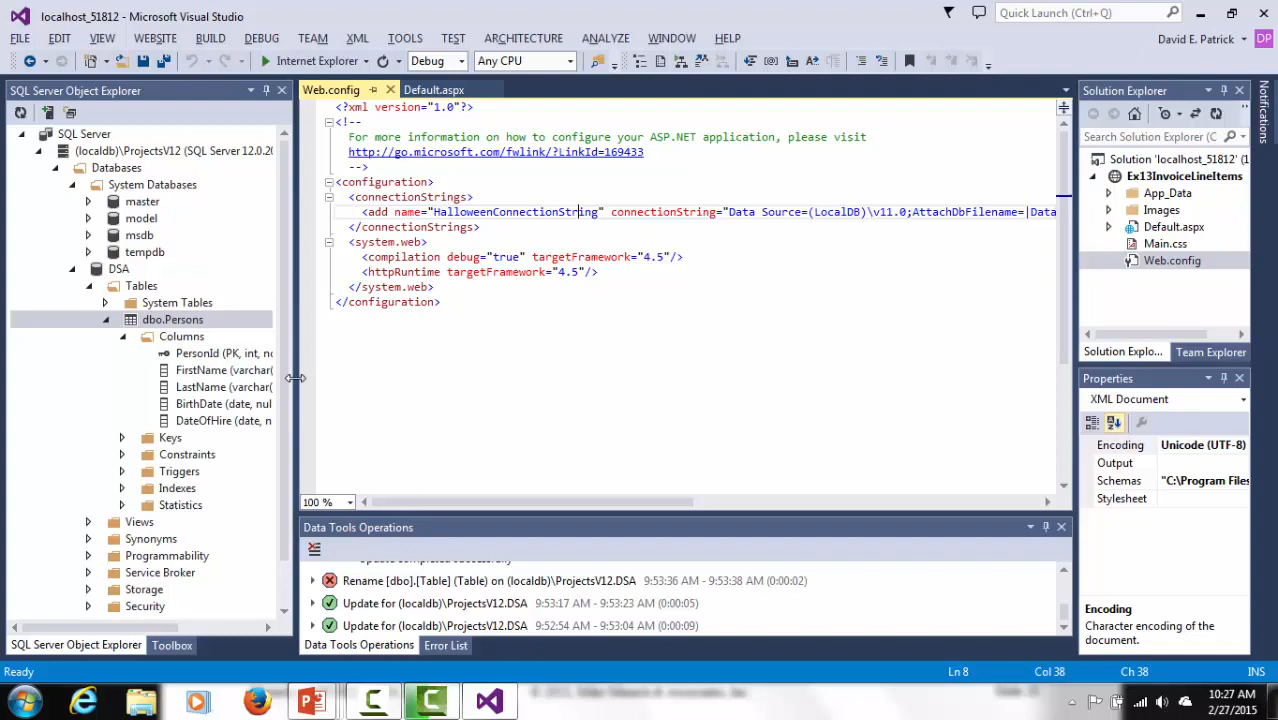 localhost_51812 - Microsoft Visual Studio
Quick Launch (Ctrl+Q)
FILE EDIT VIEW WEBSITE BUILD DEBUG TEAM XML TOOLS TEST ARCHITECTURE ANALYZE WINDOW HELP
David E. Patrick DP
Internet Explorer Debug Any CPU
SQL Server Object Explorer
SQL Server
(localdb)\ProjectsV12 (SQL Server 12.0.20
Databases
System Databases
master
model
msdb
tempdb
DSA
Tables
System Tables
dbo.Persons
Columns
PersonId (PK, int, no
FirstName (varchar(
LastName (varchar(
BirthDate (date, nul
DateOfHire (date, n
Keys
Constraints
Triggers
Indexes
Statistics
Views
Synonyms
Programmability
Service Broker
Storage
Security
SQL Server Object Explorer Toolbox
Web.config Default.aspx
<?xml version="1.0"?>
<!--
For more information on how to configure your ASP.NET application, please visit
http://go.microsoft.com/fwlink/?LinkId=169433
-->
<configuration>
<connectionStrings>
<add name="HalloweenConnectionString" connectionString="Data Source=(LocalDB)\v11.0;AttachDbFilename=|Data
</connectionStrings>
<system.web>
<compilation debug="true" targetFramework="4.5"/>
<httpRuntime targetFramework="4.5"/>
</system.web>
</configuration>
100 %
Data Tools Operations
Rename [dbo].[Table] (Table) on (localdb)\ProjectsV12.DSA 9:53:36 AM - 9:53:38 AM (0:00:02)
Update for (localdb)\ProjectsV12.DSA 9:53:17 AM - 9:53:23 AM (0:00:05)
Update for (localdb)\ProjectsV12.DSA 9:52:54 AM - 9:53:04 AM (0:00:09)
Data Tools Operations Error List
Solution Explorer
Search Solution Explorer (Ctrl
Solution 'localhost_51812' (1
Ex13InvoiceLineItems
App_Data
Images
Default.aspx
Main.css
Web.config
Solution Explo... Team Explorer
Properties
XML Document
Encoding Unicode (UTF-8)
Output
Schemas "C:\Program Files
Stylesheet
Encoding
Character encoding of the
document.
Notifications
Ready Ln 8 Col 38 Ch 38 INS
10:27 AM
2/27/2015